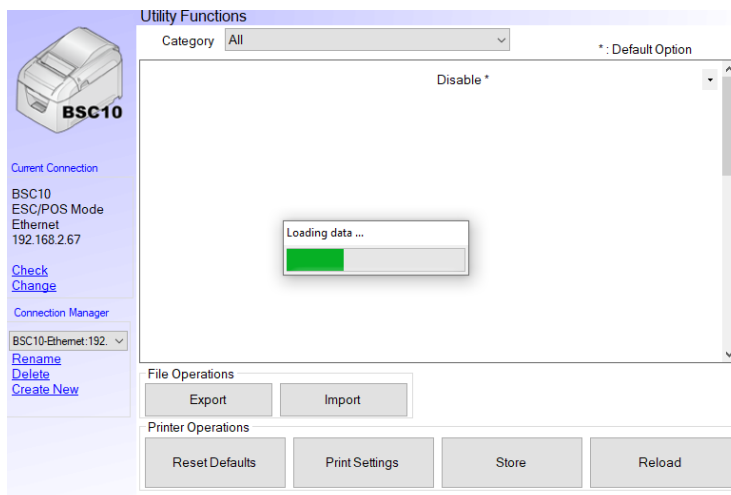 Utility Functions
Category All
* : Default Option
Disable *
BSC10
Current Connection
BSC10
ESC/POS Mode
Ethernet
192.168.2.67
Check
Change
Connection Manager
BSC10-Ethernet:192.
Rename
Delete
Create New
Loading data ...
File Operations
Export Import
Printer Operations
Reset Defaults Print Settings Store Reload